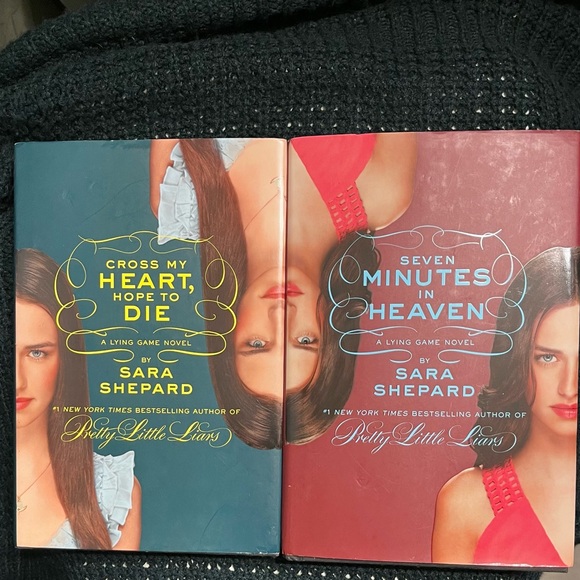 CROSS MY
HEART,
HOPE TO
DIE
A LYING GAME NOVEL
BY
SARA
SHEPARD
#1 NEW YORK TIMES BESTSELLING AUTHOR OF
Pretty Little Liars
SEVEN
MINUTES
IN
HEAVEN
A LYING GAME NOVEL
BY
SARA
SHEPARD
#1 NEW YORK TIMES BESTSELLING AUTHOR OF
Pretty Little Liars